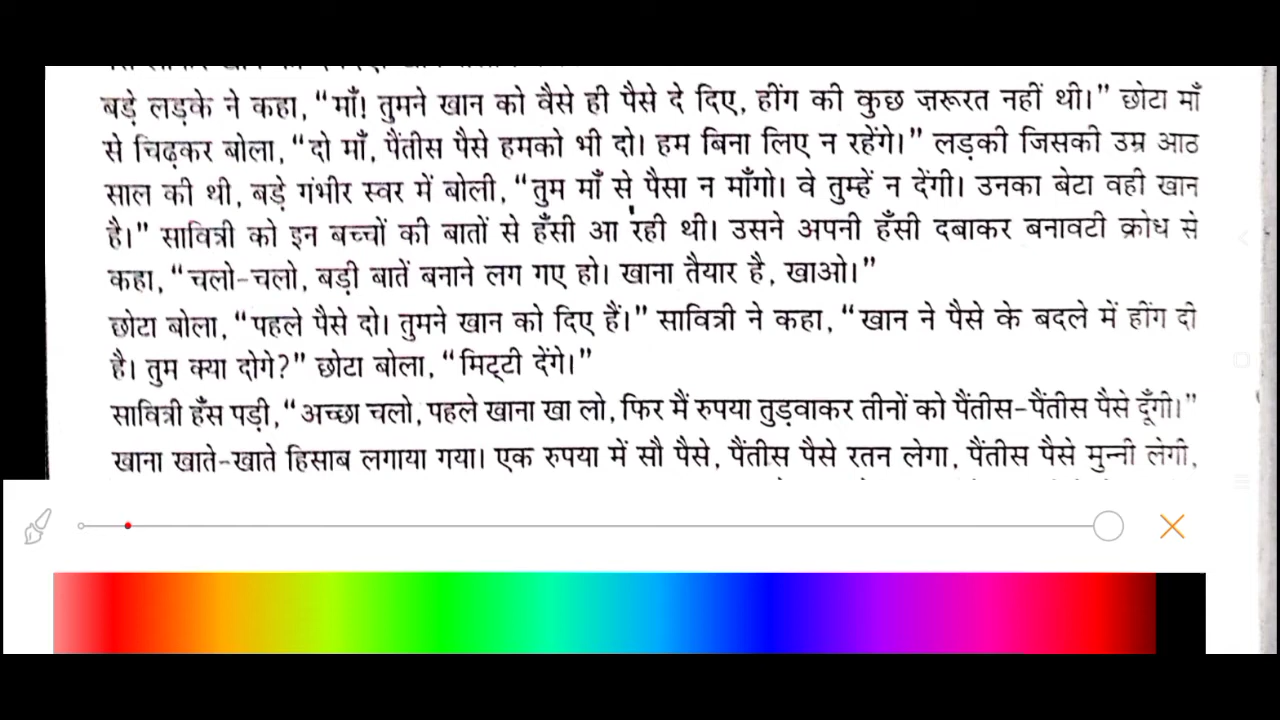 बड़े लड़के ने कहा, “माँ! तुमने खान को वैसे ही पैसे दे दिए, हींग की कुछ ज़रूरत नहीं थी।” छोटा माँ
से चिढ़कर बोला, “दो माँ, पैंतीस पैसे हमको भी दो। हम बिना लिए न रहेंगे।” लड़की जिसकी उम्र आठ
साल की थी, बड़े गंभीर स्वर में बोली, “तुम माँ से पैसा न माँगो। वे तुम्हें न देंगी। उनका बेटा वही खान
है।” सावित्री को इन बच्चों की बातों से हँसी आ रही थी। उसने अपनी हँसी दबाकर बनावटी क्रोध से
कहा, “चलो-चलो, बड़ी बातें बनाने लग गए हो। खाना तैयार है, खाओ।”
छोटा बोला, “पहले पैसे दो। तुमने खान को दिए हैं।” सावित्री ने कहा, “खान ने पैसे के बदले में हींग दी
है। तुम क्या दोगे?” छोटा बोला, “मिट्टी देंगे।”
सावित्री हँस पड़ी, “अच्छा चलो, पहले खाना खा लो, फिर मैं रुपया तुड़वाकर तीनों को पैंतीस-पैंतीस पैसे दूँगी।”
खाना खाते-खाते हिसाब लगाया गया। एक रुपया में सौ पैसे, पैंतीस पैसे रतन लेगा, पैंतीस पैसे मुन्नी लेगी,